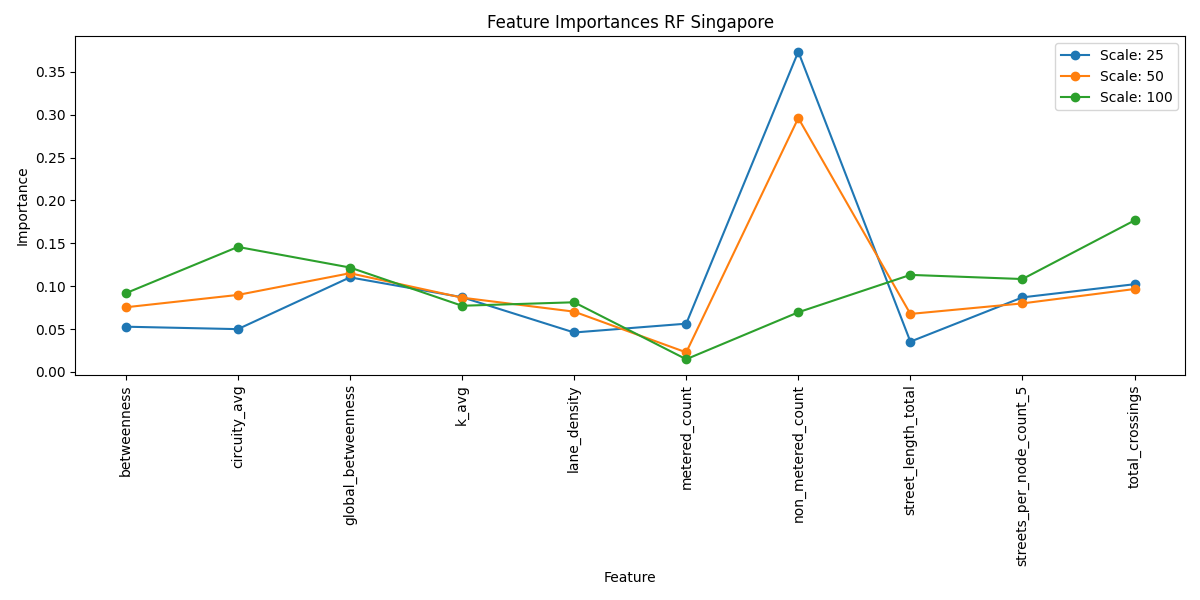 Feature Importances RF Singapore
Scale: 25
Scale: 50
Scale: 100
Importance
0.35
0.30
0.25
0.20
0.15
0.10
0.05
0.00
betweenness
circuity_avg
global_betweenness
k_avg
lane_density
metered_count
non_metered_count
street_length_total
streets_per_node_count_5
total_crossings
Feature